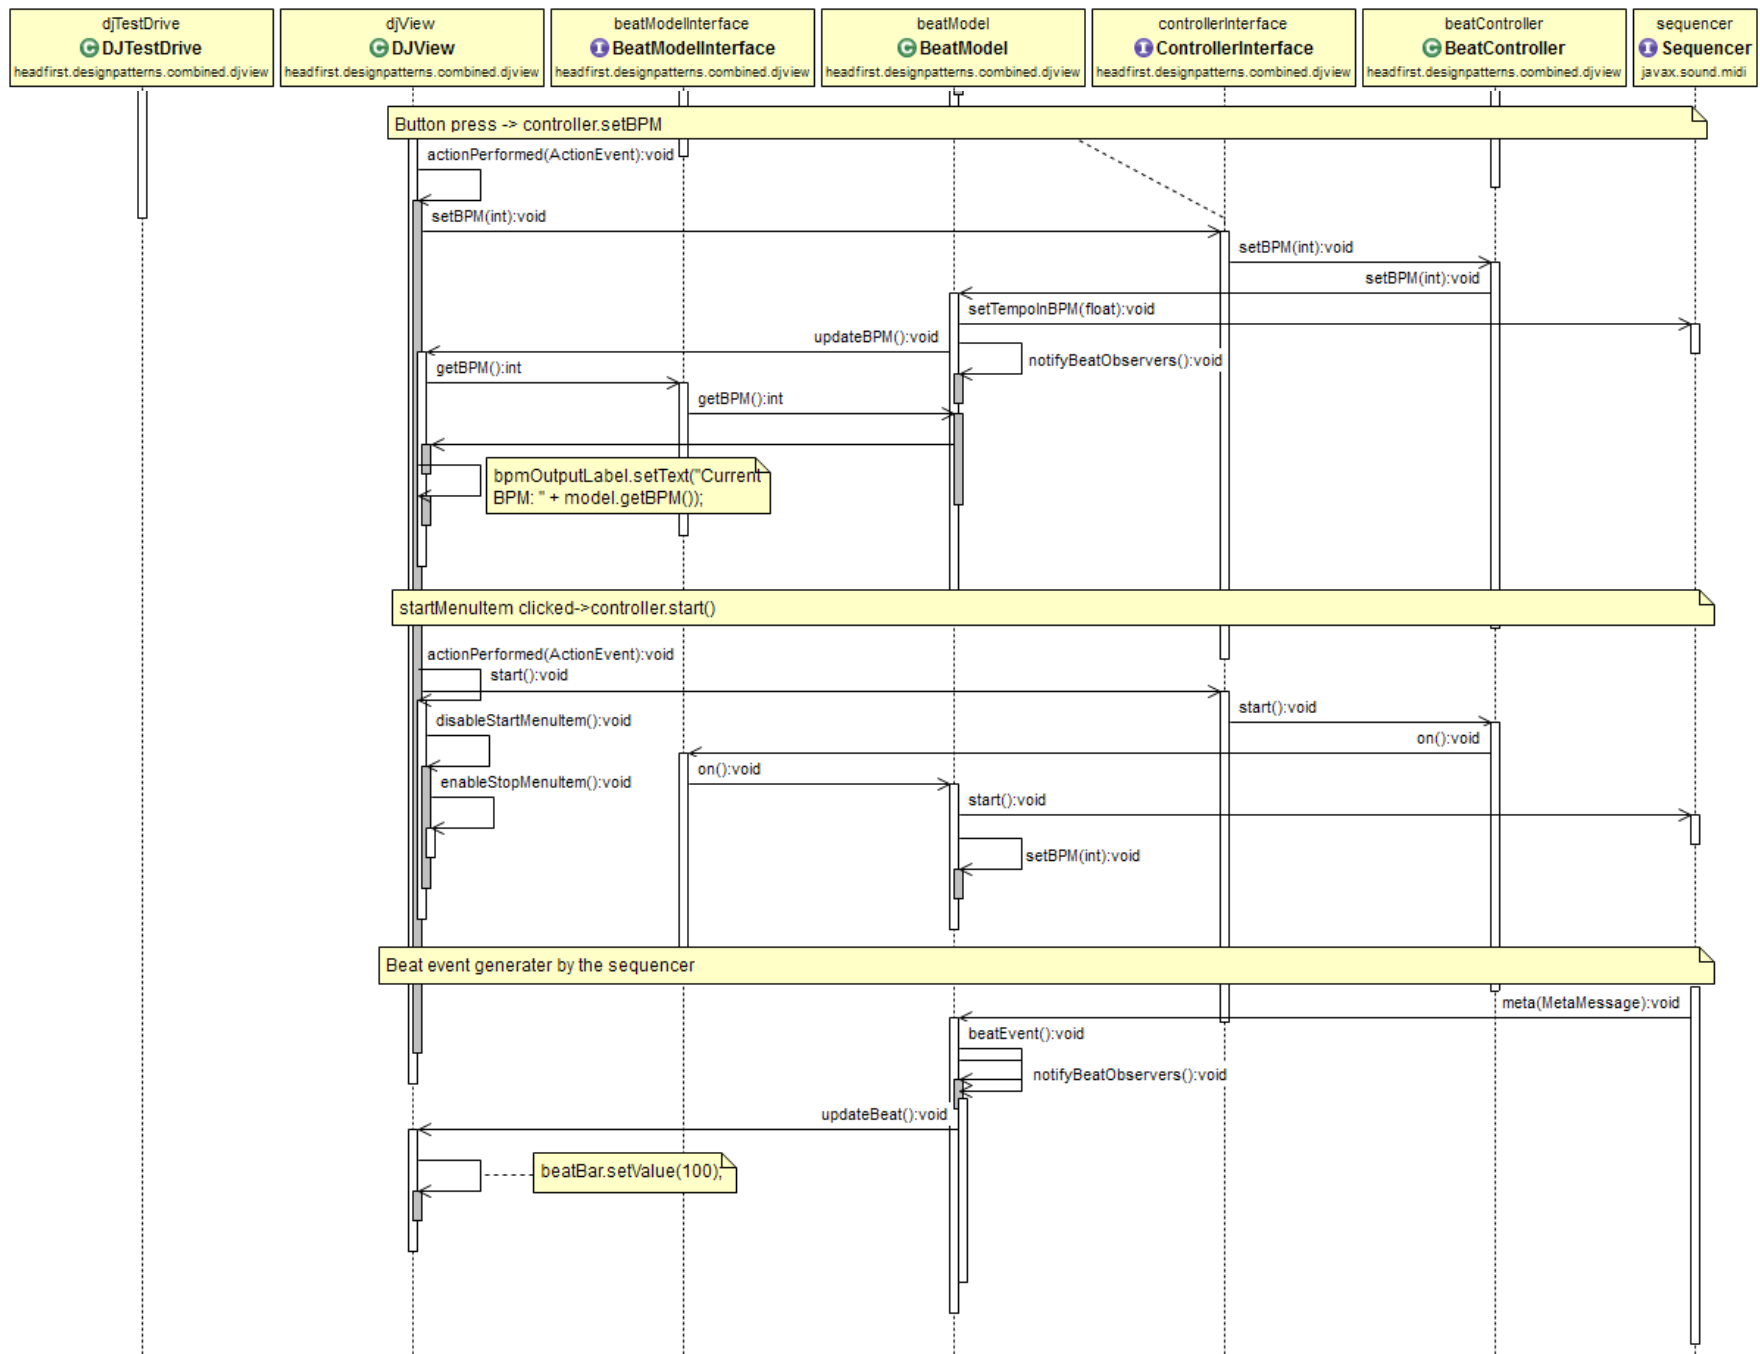 djTestDrive
C DJTestDrive
headfirst.designpatterns.combined.djview
djView
C DJView
headfirst.designpatterns.combined.djview
beatModelInterface
I BeatModelInterface
headfirst.designpatterns.combined.djview
beatModel
C BeatModel
headfirst.designpatterns.combined.djview
controllerInterface
I ControllerInterface
headfirst.designpatterns.combined.djview
beatController
C BeatController
headfirst.designpatterns.combined.djview
sequencer
I Sequencer
javax.sound.midi
Button press -> controller.setBPM
actionPerformed(ActionEvent):void
setBPM(int):void
setBPM(int):void
setBPM(int):void
setTempoInBPM(float):void
updateBPM():void
notifyBeatObservers():void
getBPM():int
getBPM():int
bpmOutputLabel.setText("Current
BPM: " + model.getBPM());
startMenuItem clicked->controller.start()
actionPerformed(ActionEvent):void
start():void
start():void
disableStartMenuItem():void
on():void
on():void
enableStopMenuItem():void
start():void
setBPM(int):void
Beat event generater by the sequencer
meta(MetaMessage):void
beatEvent():void
notifyBeatObservers():void
updateBeat():void
beatBar.setValue(100);